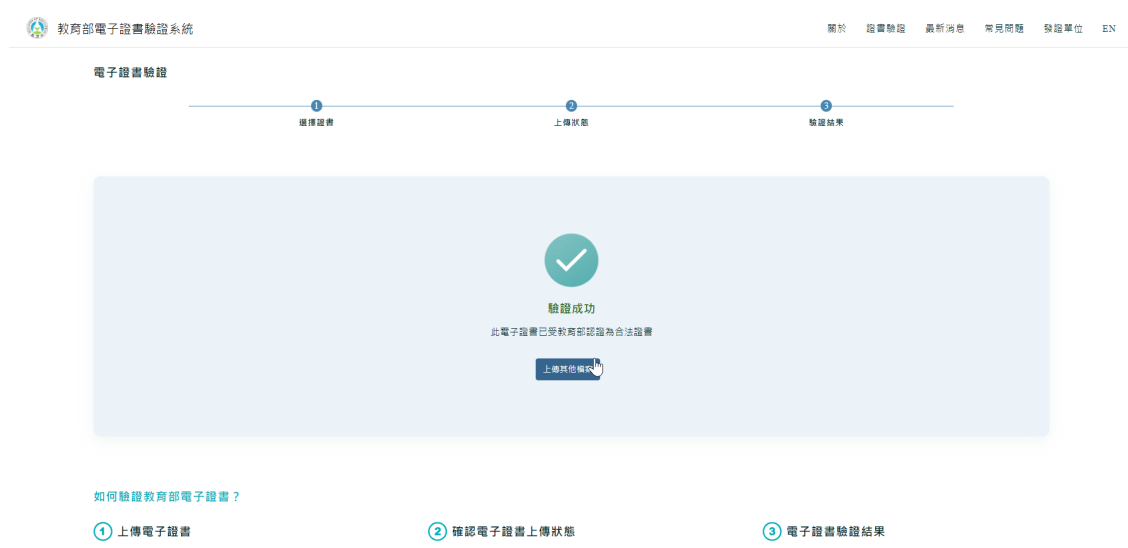 教育部電子證書驗證系統
關於 證書驗證 最新消息 常見問題 發證單位 EN
電子證書驗證
1 2 3
選擇證書 上傳狀態 驗證結果
驗證成功
此電子證書已受教育部認證為合法證書
上傳其他檔案
如何驗證教育部電子證書？
1 上傳電子證書
2 確認電子證書上傳狀態
3 電子證書驗證結果